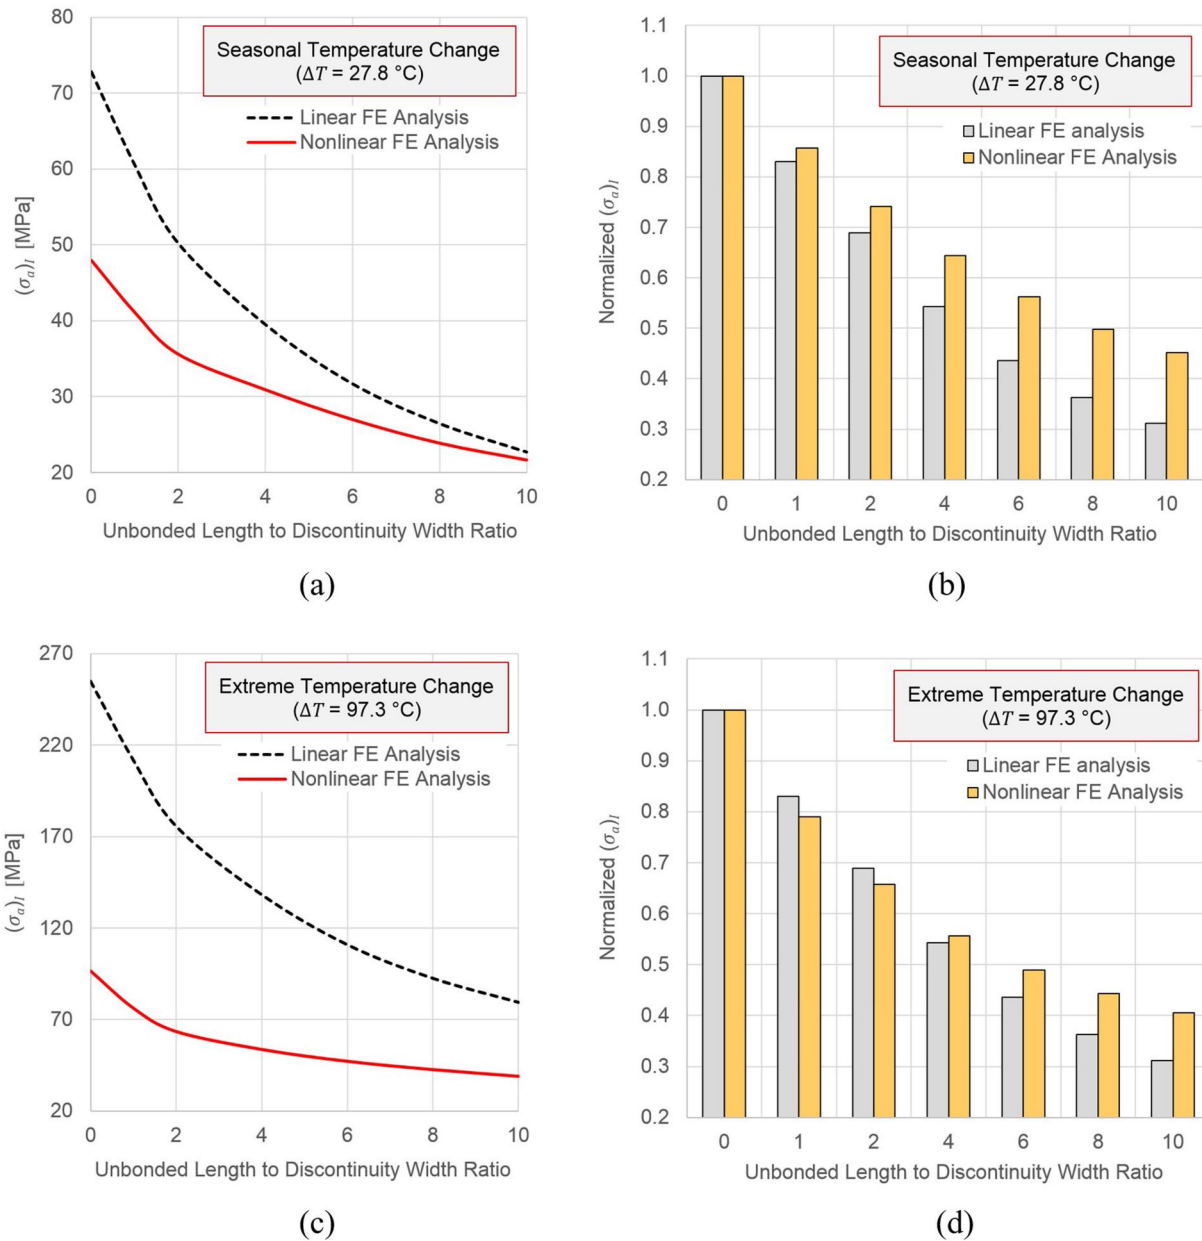 80
70
60
50
40
30
20
(σₐ)ₗ [MPa]
Seasonal Temperature Change
(ΔT = 27.8 °C)
Linear FE Analysis
Nonlinear FE Analysis
0 2 4 6 8 10
Unbonded Length to Discontinuity Width Ratio
(a)
1.1
1.0
0.9
0.8
0.7
0.6
0.5
0.4
0.3
0.2
Normalized (σₐ)ₗ
Seasonal Temperature Change
(ΔT = 27.8 °C)
Linear FE analysis
Nonlinear FE Analysis
0 1 2 4 6 8 10
Unbonded Length to Discontinuity Width Ratio
(b)
270
220
170
120
70
20
(σₐ)ₗ [MPa]
Extreme Temperature Change
(ΔT = 97.3 °C)
Linear FE Analysis
Nonlinear FE Analysis
0 2 4 6 8 10
Unbonded Length to Discontinuity Width Ratio
(c)
1.1
1.0
0.9
0.8
0.7
0.6
0.5
0.4
0.3
0.2
Normalized (σₐ)ₗ
Extreme Temperature Change
(ΔT = 97.3 °C)
Linear FE analysis
Nonlinear FE Analysis
0 1 2 4 6 8 10
Unbonded Length to Discontinuity Width Ratio
(d)